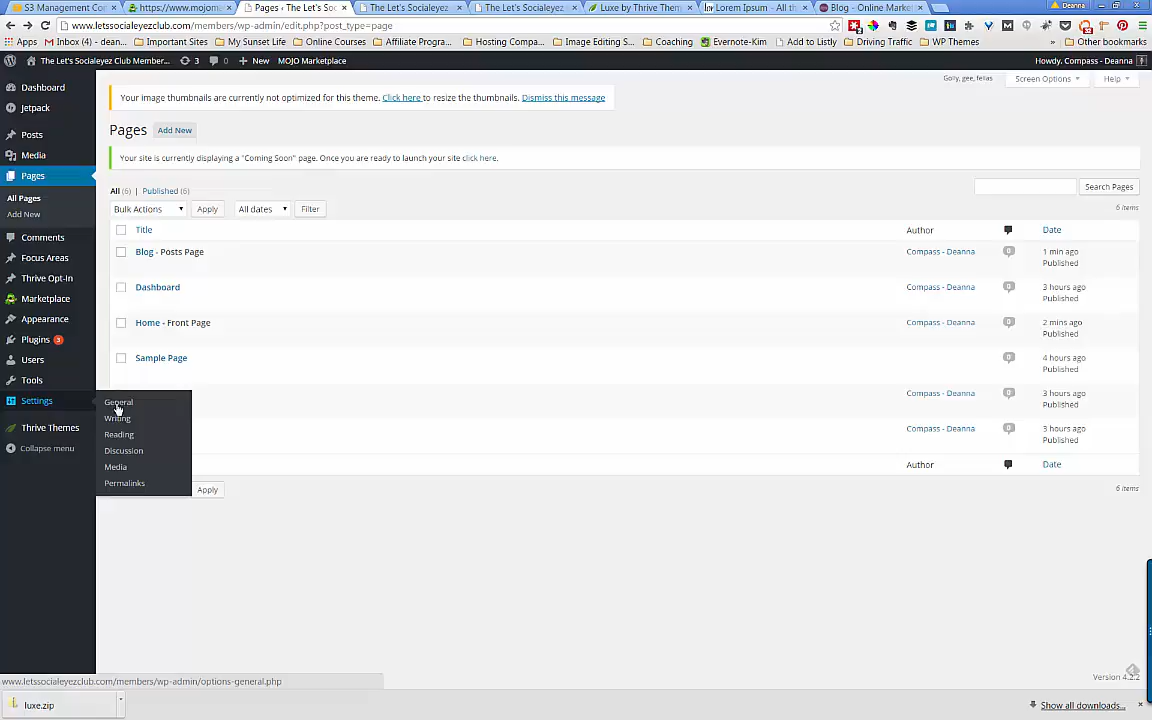 S3 Management Con
https://www.mojoma
Pages ‹ The Let's Soc
The Let's Socialeyez
The Let's Socialeyez
Luxe by Thrive Them
Lorem Ipsum - All th
Blog - Online Market
Deanna
www.letssocialeyezclub.com/members/wp-admin/edit.php?post_type=page
Apps
Inbox (4) - dean...
Important Sites
My Sunset Life
Online Courses
Affiliate Progra...
Hosting Compa...
Image Editing S...
Coaching
Evernote-Kim
Add to Listly
Driving Traffic
WP Themes
»
Other bookmarks
The Let's Socialeyez Club Member...
3
0
New
MOJO Marketplace
Howdy, Compass - Deanna
Golly, gee, fellas
Screen Options
Help
Dashboard
Jetpack
Posts
Media
Pages
All Pages
Add New
Comments
Focus Areas
Thrive Opt-In
Marketplace
Appearance
Plugins 3
Users
Tools
Settings
Thrive Themes
Collapse menu
General
Writing
Reading
Discussion
Media
Permalinks
Your image thumbnails are currently not optimized for this theme. Click here to resize the thumbnails. Dismiss this message
Pages Add New
Your site is currently displaying a "Coming Soon" page. Once you are ready to launch your site click here.
All (6) | Published (6)
Search Pages
Bulk Actions
Apply
All dates
Filter
6 items
Title
Author
Date
Blog - Posts Page
Compass - Deanna
0
1 min ago
Published
Dashboard
Compass - Deanna
0
3 hours ago
Published
Home - Front Page
Compass - Deanna
0
2 mins ago
Published
Sample Page
0
4 hours ago
Published
Compass - Deanna
0
3 hours ago
Published
Compass - Deanna
0
3 hours ago
Published
Author
Date
Apply
6 items
Version 4.2.2
www.letssocialeyezclub.com/members/wp-admin/options-general.php
luxe.zip
Show all downloads...